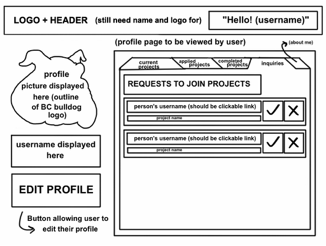 LOGO + HEADER (still need name and logo for) "Hello! (username)"
(about me)
(profile page to be viewed by user)
current projects
applied projects
completed projects
inquiries
profile
picture displayed
here (outline
of BC bulldog
logo)
REQUESTS TO JOIN PROJECTS
person's username (should be clickable link)
project name
person's username (should be clickable link)
project name
username displayed
here
EDIT PROFILE
Button allowing user to
edit their profile